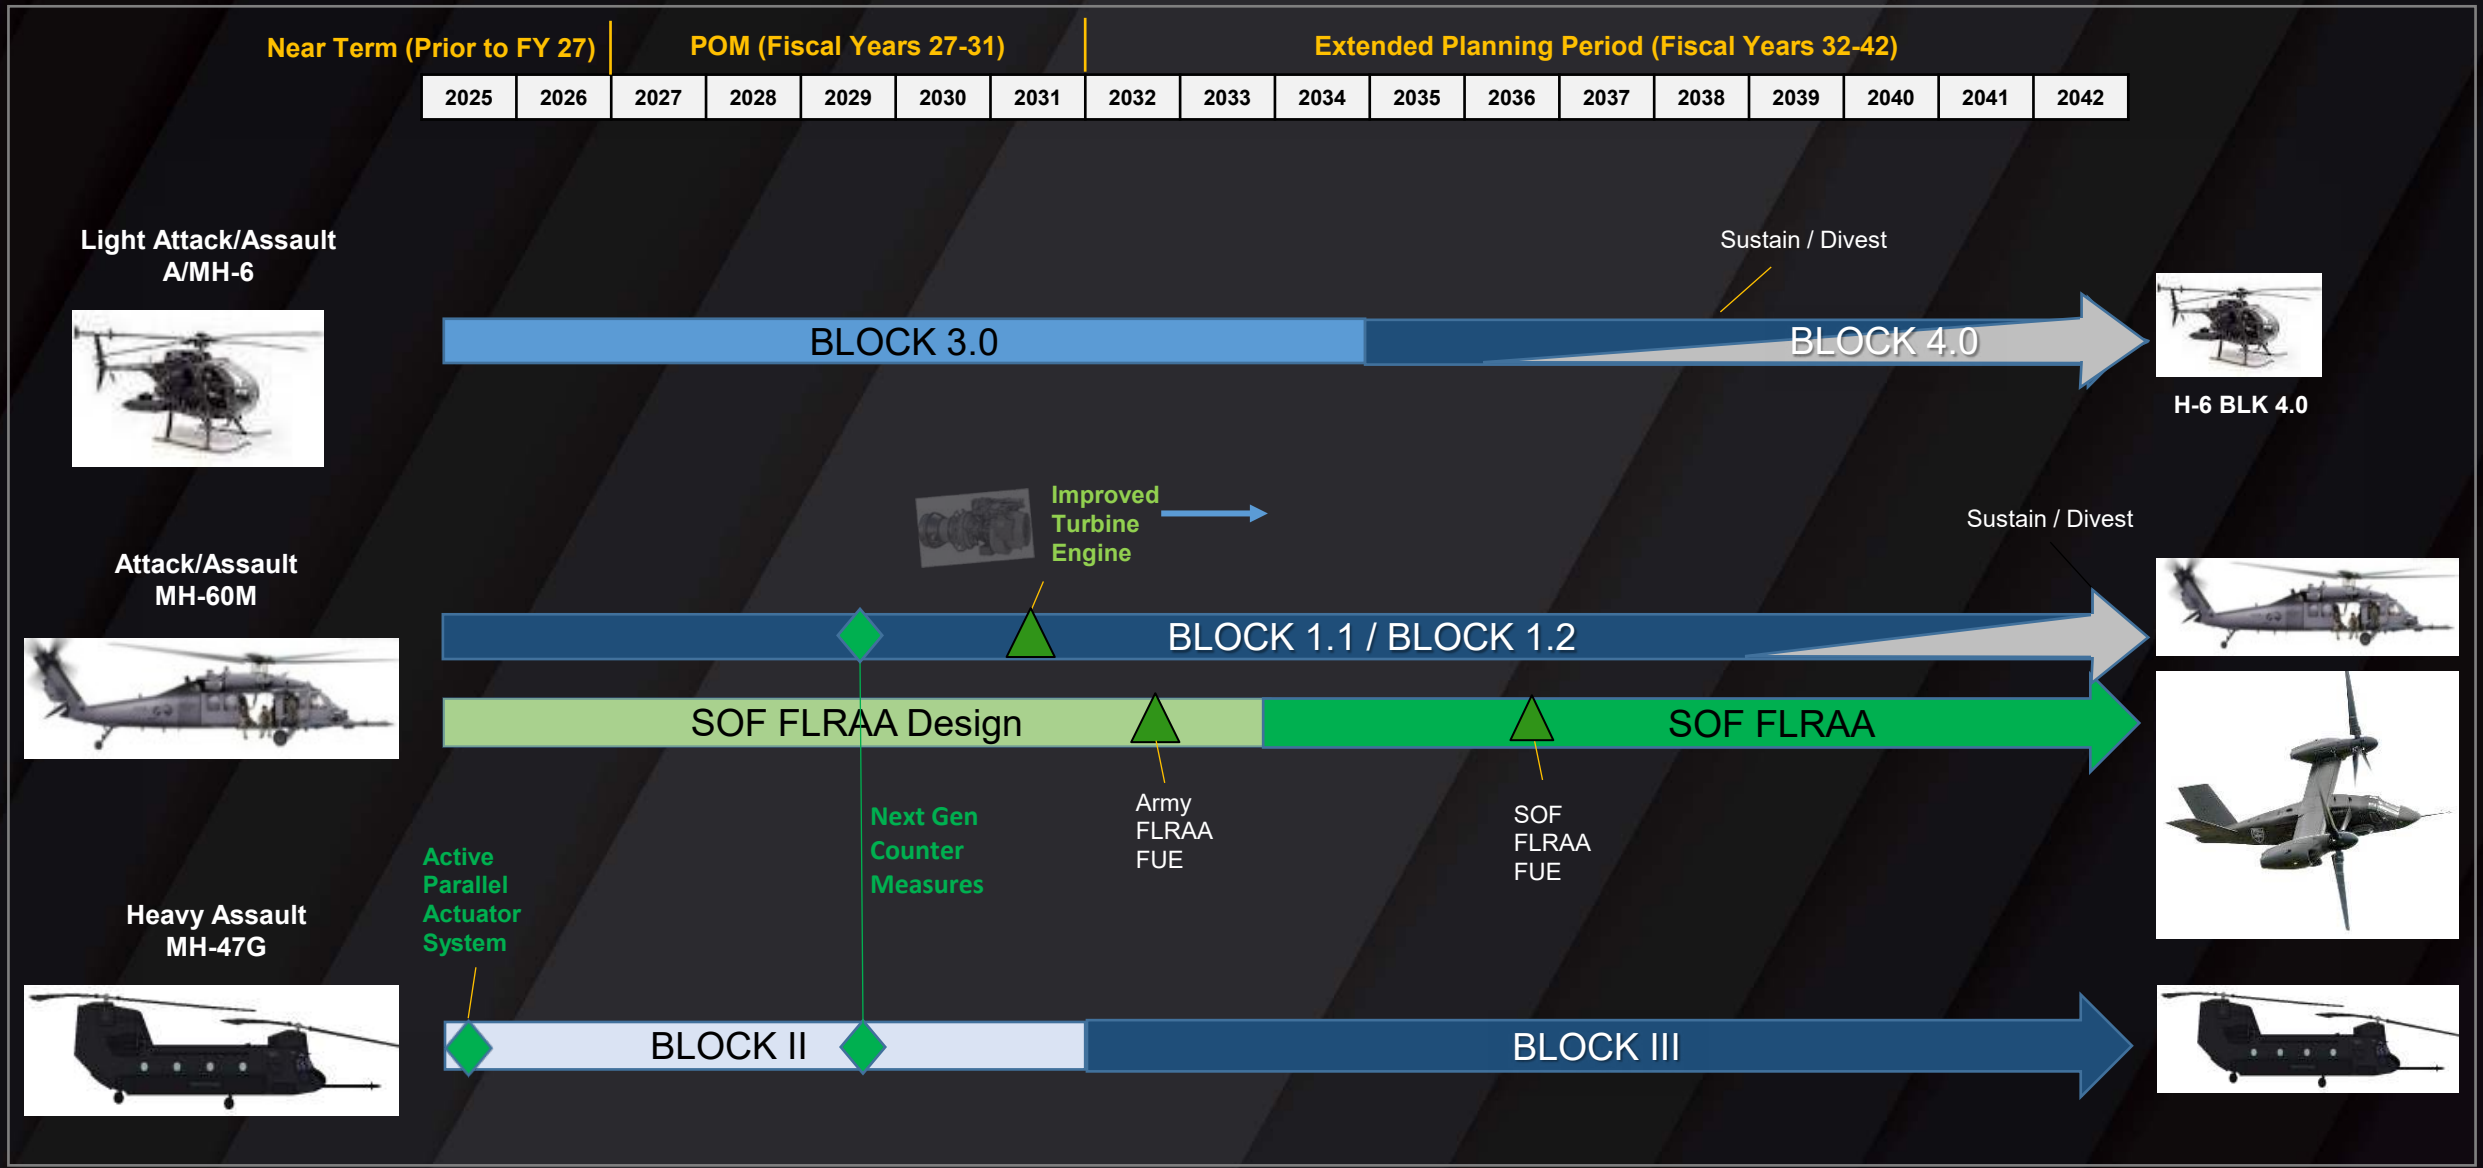 Near Term (Prior to FY 27)
POM (Fiscal Years 27-31)
Extended Planning Period (Fiscal Years 32-42)
2025 2026 2027 2028 2029 2030 2031 2032 2033 2034 2035 2036 2037 2038 2039 2040 2041 2042
Light Attack/Assault
A/MH-6
Sustain / Divest
BLOCK 3.0
BLOCK 4.0
H-6 BLK 4.0
Improved
Turbine
Engine
Sustain / Divest
Attack/Assault
MH-60M
BLOCK 1.1 / BLOCK 1.2
SOF FLRAA Design
SOF FLRAA
Army
FLRAA
FUE
SOF
FLRAA
FUE
Next Gen
Counter
Measures
Active
Parallel
Actuator
System
Heavy Assault
MH-47G
BLOCK II
BLOCK III